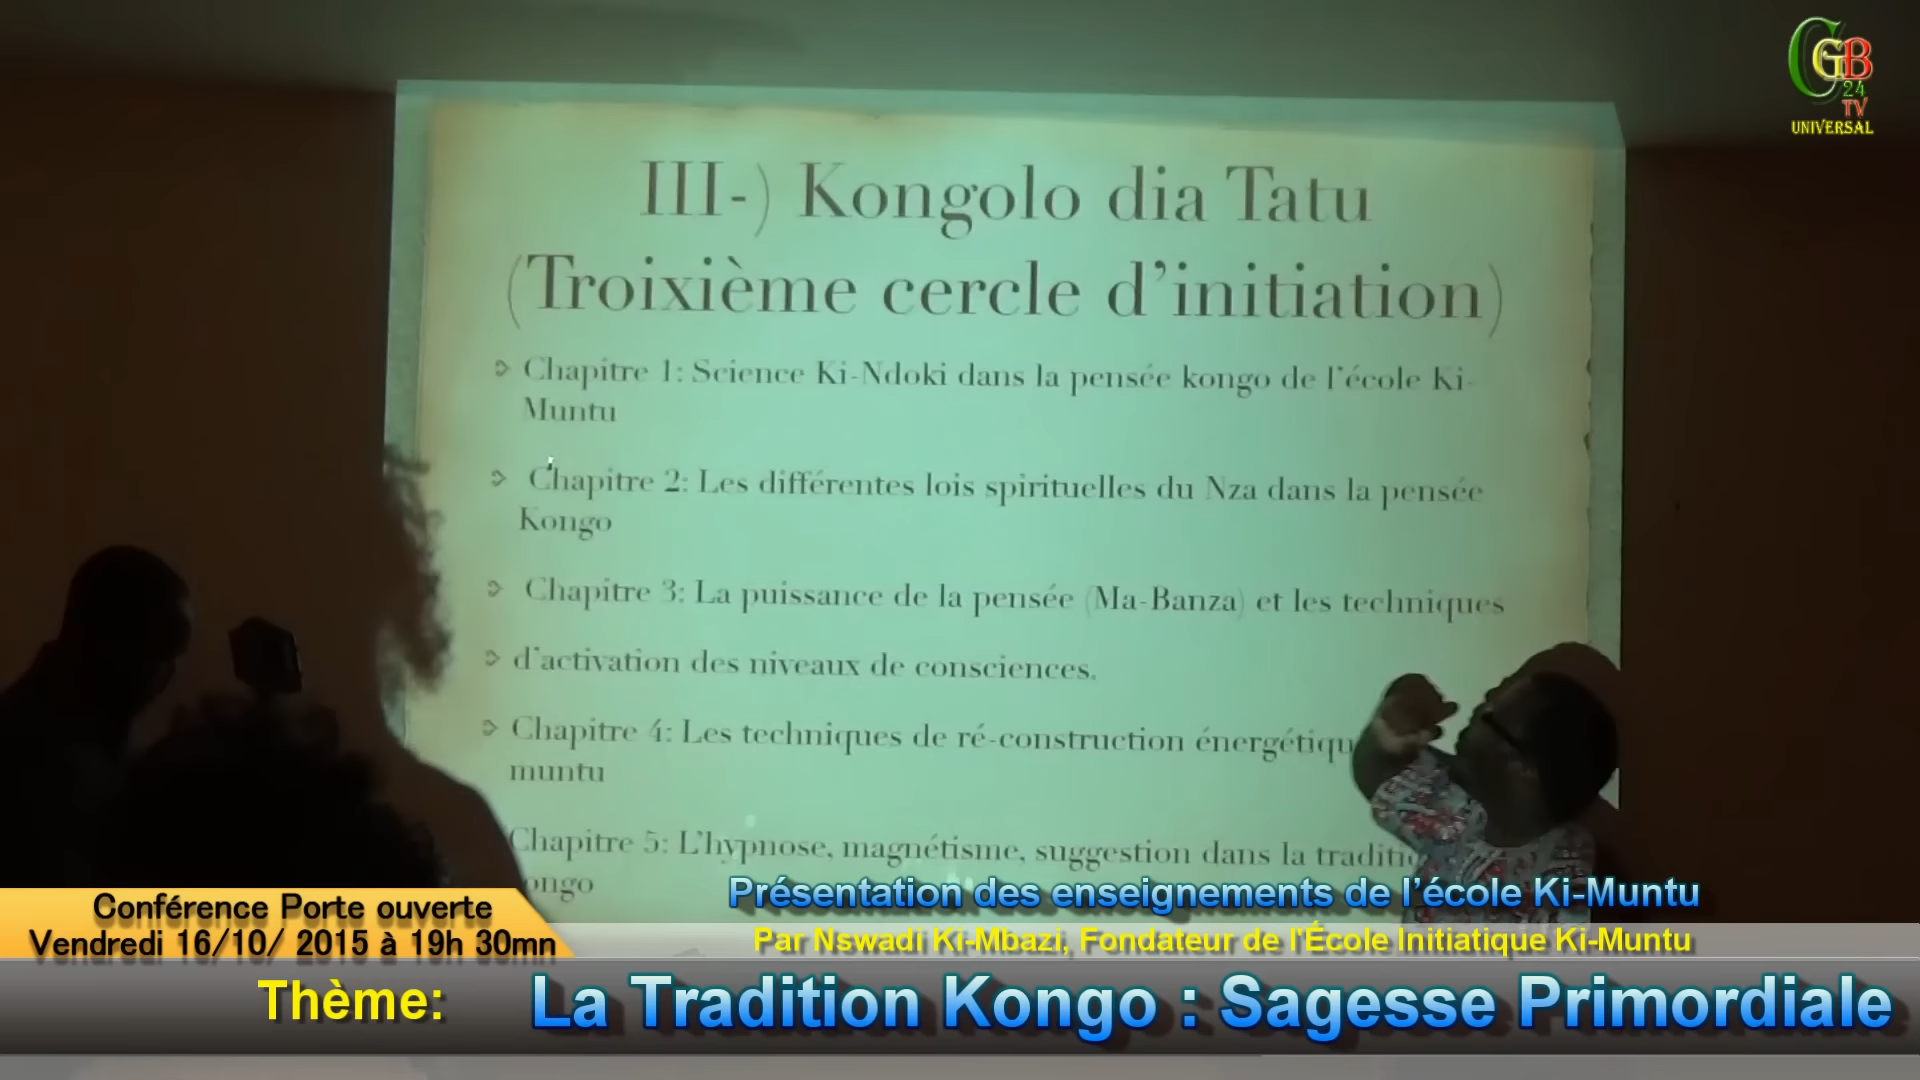 CGB
24
TV
UNIVERSAL
III-) Kongolo dia Tatu
(Troixième cercle d'initiation)
Chapitre 1: Science Ki-Ndoki dans la pensée kongo de l'école Ki-
Muntu
Chapitre 2: Les différentes lois spirituelles du Nza dans la pensée
Kongo
Chapitre 3: La puissance de la pensée (Ma-Banza) et les techniques
d'activation des niveaux de consciences.
Chapitre 4: Les techniques de ré-construction
muntu
Chapitre 5: L'hypnose, magnétisme, suggestion dans la
Conférence Porte ouverte
Vendredi 16/10/ 2015 à 19h 30mn
Présentation des enseignements de l'école Ki-Muntu
Par Nswadi Ki-Mbazi, Fondateur de l'École Initiatique Ki-Muntu
Thème: La Tradition Kongo : Sagesse Primordiale